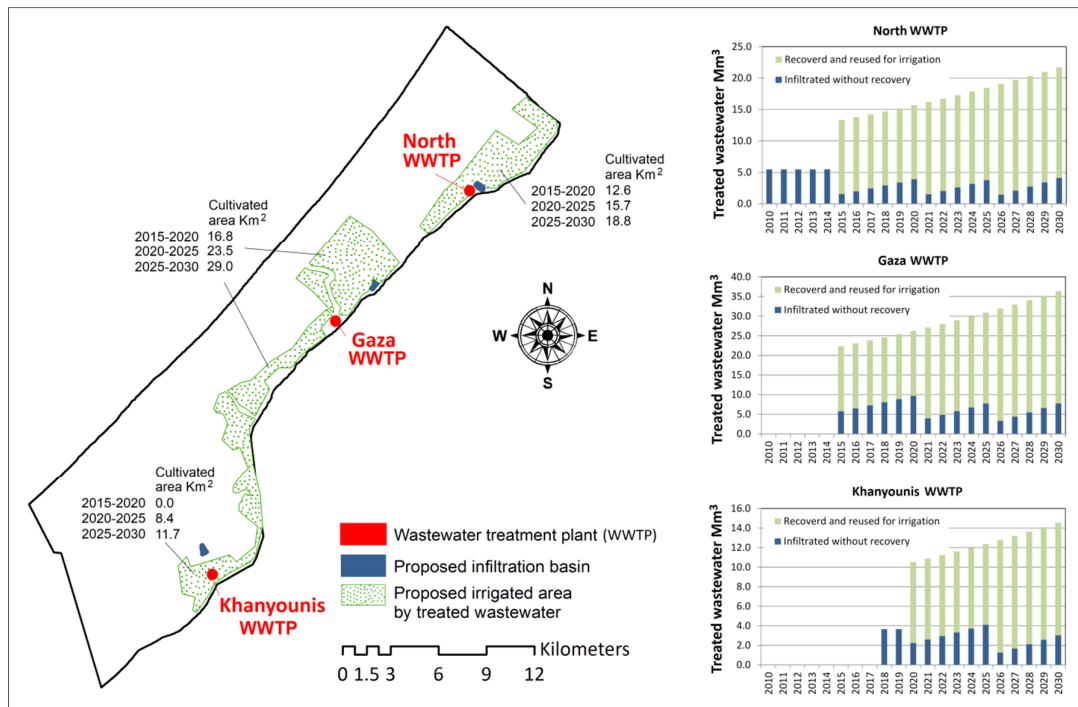 North
WWTP
Cultivated
area Km²
2015-2020 12.6
2020-2025 15.7
2025-2030 18.8
Cultivated
area Km²
2015-2020 16.8
2020-2025 23.5
2025-2030 29.0
Gaza
WWTP
N
W
E
S
Cultivated
area Km²
2015-2020 0.0
2020-2025 8.4
2025-2030 11.7
Khanyounis
WWTP
Wastewater treatment plant (WWTP)
Proposed infiltration basin
Proposed irrigated area
by treated wastewater
Kilometers
0 1.5 3 6 9 12
North WWTP
Treated wastewater Mm³
25.0
20.0
15.0
10.0
5.0
0.0
Recoverd and reused for irrigation
Infiltrated without recovery
2010 2011 2012 2013 2014 2015 2016 2017 2018 2019 2020 2021 2022 2023 2024 2025 2026 2027 2028 2029 2030
Gaza WWTP
Treated wastewater Mm³
40.0
35.0
30.0
25.0
20.0
15.0
10.0
5.0
0.0
Recoverd and reused for irrigation
Infiltrated without recovery
2010 2011 2012 2013 2014 2015 2016 2017 2018 2019 2020 2021 2022 2023 2024 2025 2026 2027 2028 2029 2030
Khanyounis WWTP
Treated wastewater Mm³
16.0
14.0
12.0
10.0
8.0
6.0
4.0
2.0
0.0
Recoverd and reused for irrigation
Infiltrated without recovery
2010 2011 2012 2013 2014 2015 2016 2017 2018 2019 2020 2021 2022 2023 2024 2025 2026 2027 2028 2029 2030